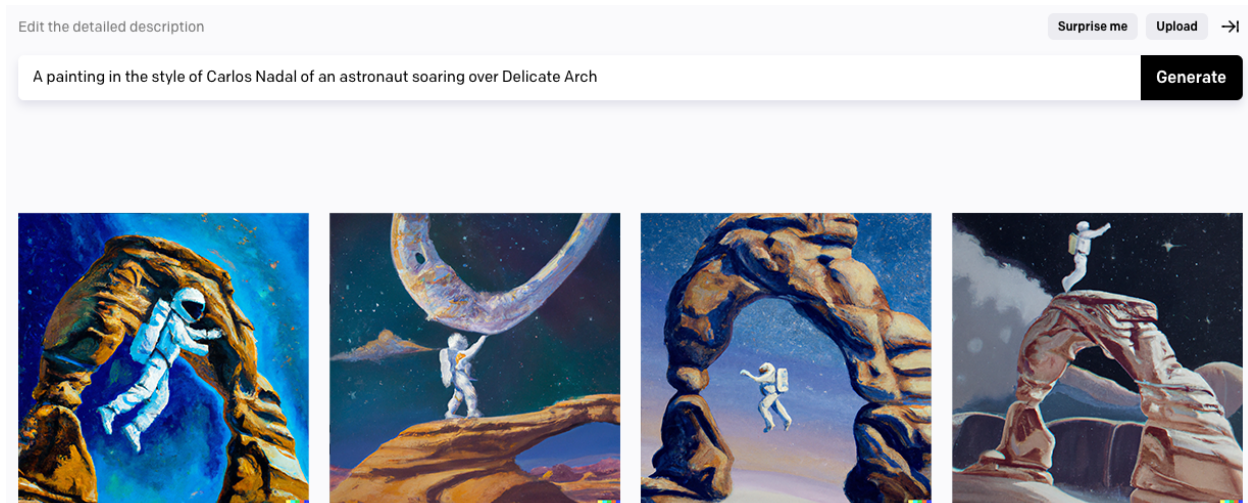 Edit the detailed description
Surprise me
Upload
A painting in the style of Carlos Nadal of an astronaut soaring over Delicate Arch
Generate